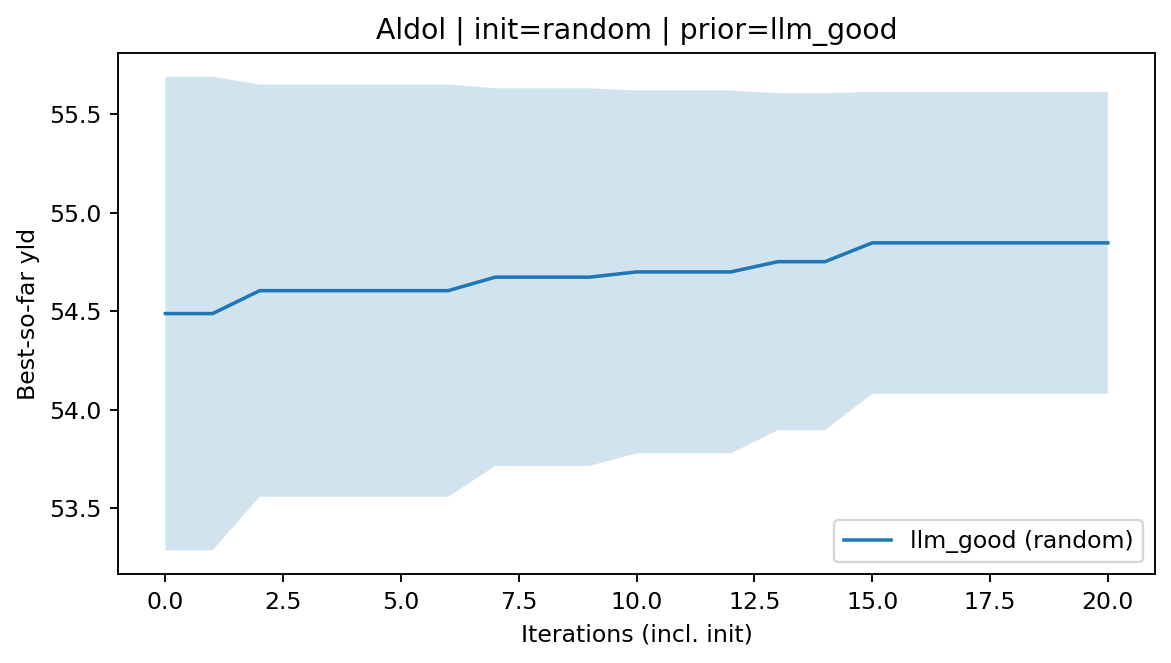 Aldol | init=random | prior=llm_good
Best-so-far yld
55.5
55.0
54.5
54.0
53.5
llm_good (random)
0.0 2.5 5.0 7.5 10.0 12.5 15.0 17.5 20.0
Iterations (incl. init)